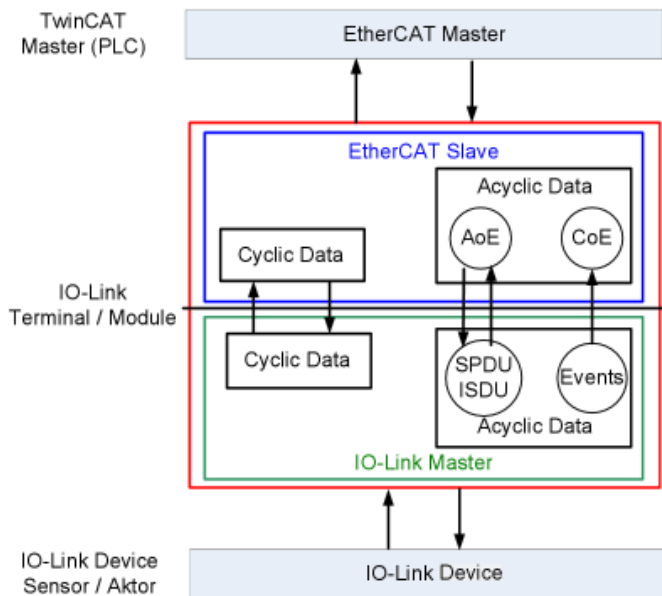 TwinCAT
Master (PLC)
EtherCAT Master
EtherCAT Slave
Acyclic Data
AoE
CoE
Cyclic Data
IO-Link
Terminal / Module
Cyclic Data
SPDU
ISDU
Events
Acyclic Data
IO-Link Master
IO-Link Device
Sensor / Aktor
IO-Link Device